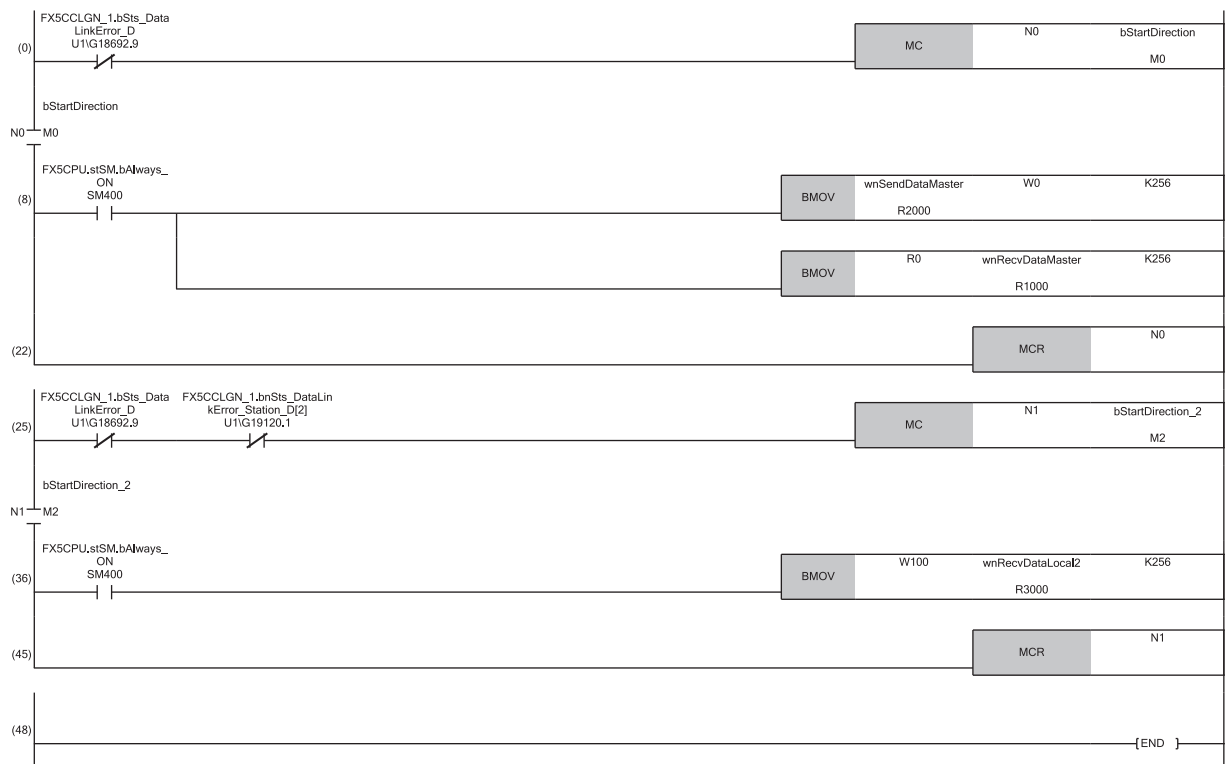 FX5CCLGN_1.bSts_Data
LinkError_D
U1\G18692.9
(0)
MC
N0
bStartDirection
M0
bStartDirection
N0 M0
FX5CPU.stSM.bAlways_
ON
SM400
(8)
BMOV
wnSendDataMaster
R2000
W0
K256
BMOV
R0
wnRecvDataMaster
R1000
K256
(22)
MCR
N0
FX5CCLGN_1.bSts_Data
LinkError_D
U1\G18692.9
FX5CCLGN_1.bnSts_DataLin
kError_Station_D[2]
U1\G19120.1
(25)
MC
N1
bStartDirection_2
M2
bStartDirection_2
N1 M2
FX5CPU.stSM.bAlways_
ON
SM400
(36)
BMOV
W100
wnRecvDataLocal2
R3000
K256
(45)
MCR
N1
(48)
[END ]